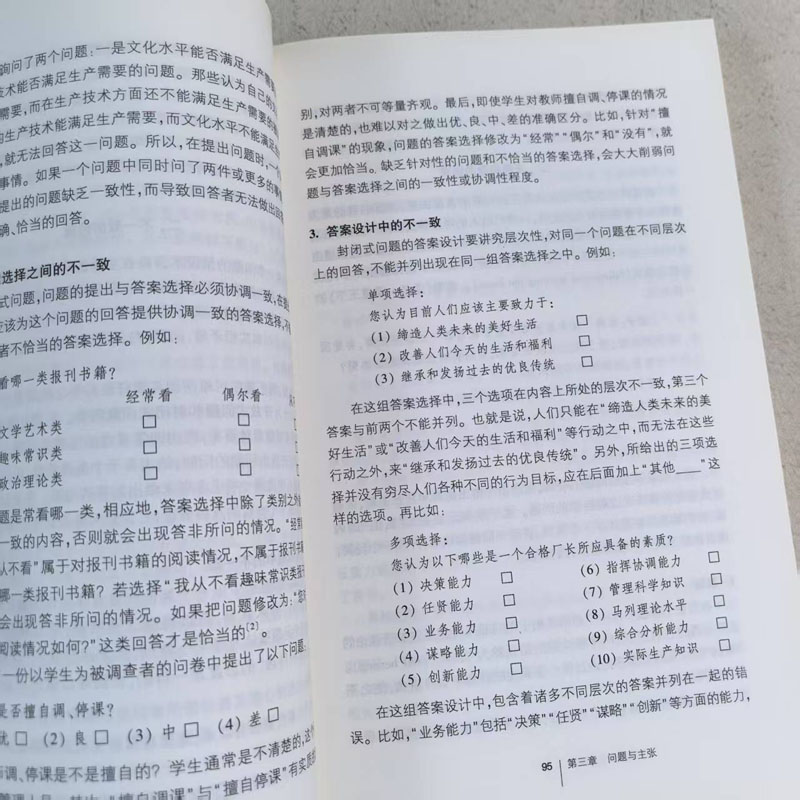 询问了两个问题:一是文化水平能否满足生产需
技术能否满足生产需要的问题。那些认为自己的
需要,而在生产技术方面还不能满足生产需要
生产技术能满足生产需要,而文化水平不能满足
,就无法回答这一问题。所以,在提出问题时,一个
事情。如果一个问题中同时问了两件或更多的事
提出的问题缺乏一致性,而导致回答者无法做出
确、恰当的回答。
选择之间的不一致
式问题,问题的提出与答案选择必须协调一致,在
应该为这个问题的回答提供协调一致的答案选择,
者不恰当的答案选择。例如:
看哪一类报刊书籍?
经常看 偶尔看
文学艺术类 □ □
趣味常识类 □ □
政治理论类 □ □
题是常看哪一类,相应地,答案选择中除了类别之外
一致的内容,否则就会出现答非所问的情况。“经常
从不看”属于对报刊书籍的阅读情况,不属于报刊书
哪一类报刊书籍?若选择“我从不看趣味常识类报
会出现答非所问的情况。如果把问题修改为:“您
阅读情况如何?”这类回答才是恰当的[2]。
一份以学生为被调查者的问卷中提出了以下问题:
是否擅自调、停课?
优□ (2) 良□ (3) 中□ (4) 差□
师调、停课是不是擅自的?学生通常是不清楚的,这个
“擅自调课”与“擅自停课”有实质
别,对两者不可等量齐观。最后,即使学生对教师擅自调、停课的情况
是清楚的,也难以对之做出优、良、中、差的准确区分。比如,针对“擅
自调课”的现象,问题的答案选择修改为“经常”“偶尔”和“没有”,就
会更加恰当。缺乏针对性的问题和不恰当的答案选择,会大大削弱问
题与答案选择之间的一致性或协调性程度。
3. 答案设计中的不一致
封闭式问题的答案设计要讲究层次性,对同一个问题在不同层次
上的回答,不能并列出现在同一组答案选择之中。例如:
单项选择:
您认为目前人们应该主要致力于:
(1) 缔造人类未来的美好生活 □
(2) 改善人们今天的生活和福利 □
(3) 继承和发扬过去的优良传统 □
在这组答案选择中,三个选项在内容上所处的层次不一致,第三个
答案与前两个不能并列。也就是说,人们只能在“缔造人类未来的美
好生活”或“改善人们今天的生活和福利”等行动之中,而无法在这些
行动之外,来“继承和发扬过去的优良传统”。另外,所给出的三项选
择并没有穷尽人们各种不同的行为目标,应在后面加上“其他____”这
样的选项。再比如:
多项选择:
您认为以下哪些是一个合格厂长所应具备的素质?
(1) 决策能力 □ (6) 指挥协调能力 □
(2) 任贤能力 □ (7) 管理科学知识 □
(3) 业务能力 □ (8) 马列理论水平 □
(4) 谋略能力 □ (9) 综合分析能力 □
(5) 创新能力 □ (10) 实际生产知识 □
在这组答案设计中,包含着诸多不同层次的答案并列在一起的错
误。比如,“业务能力”包括“决策”“任贤”“谋略”“创新”等方面的能力,
95 第三章 问题与主张